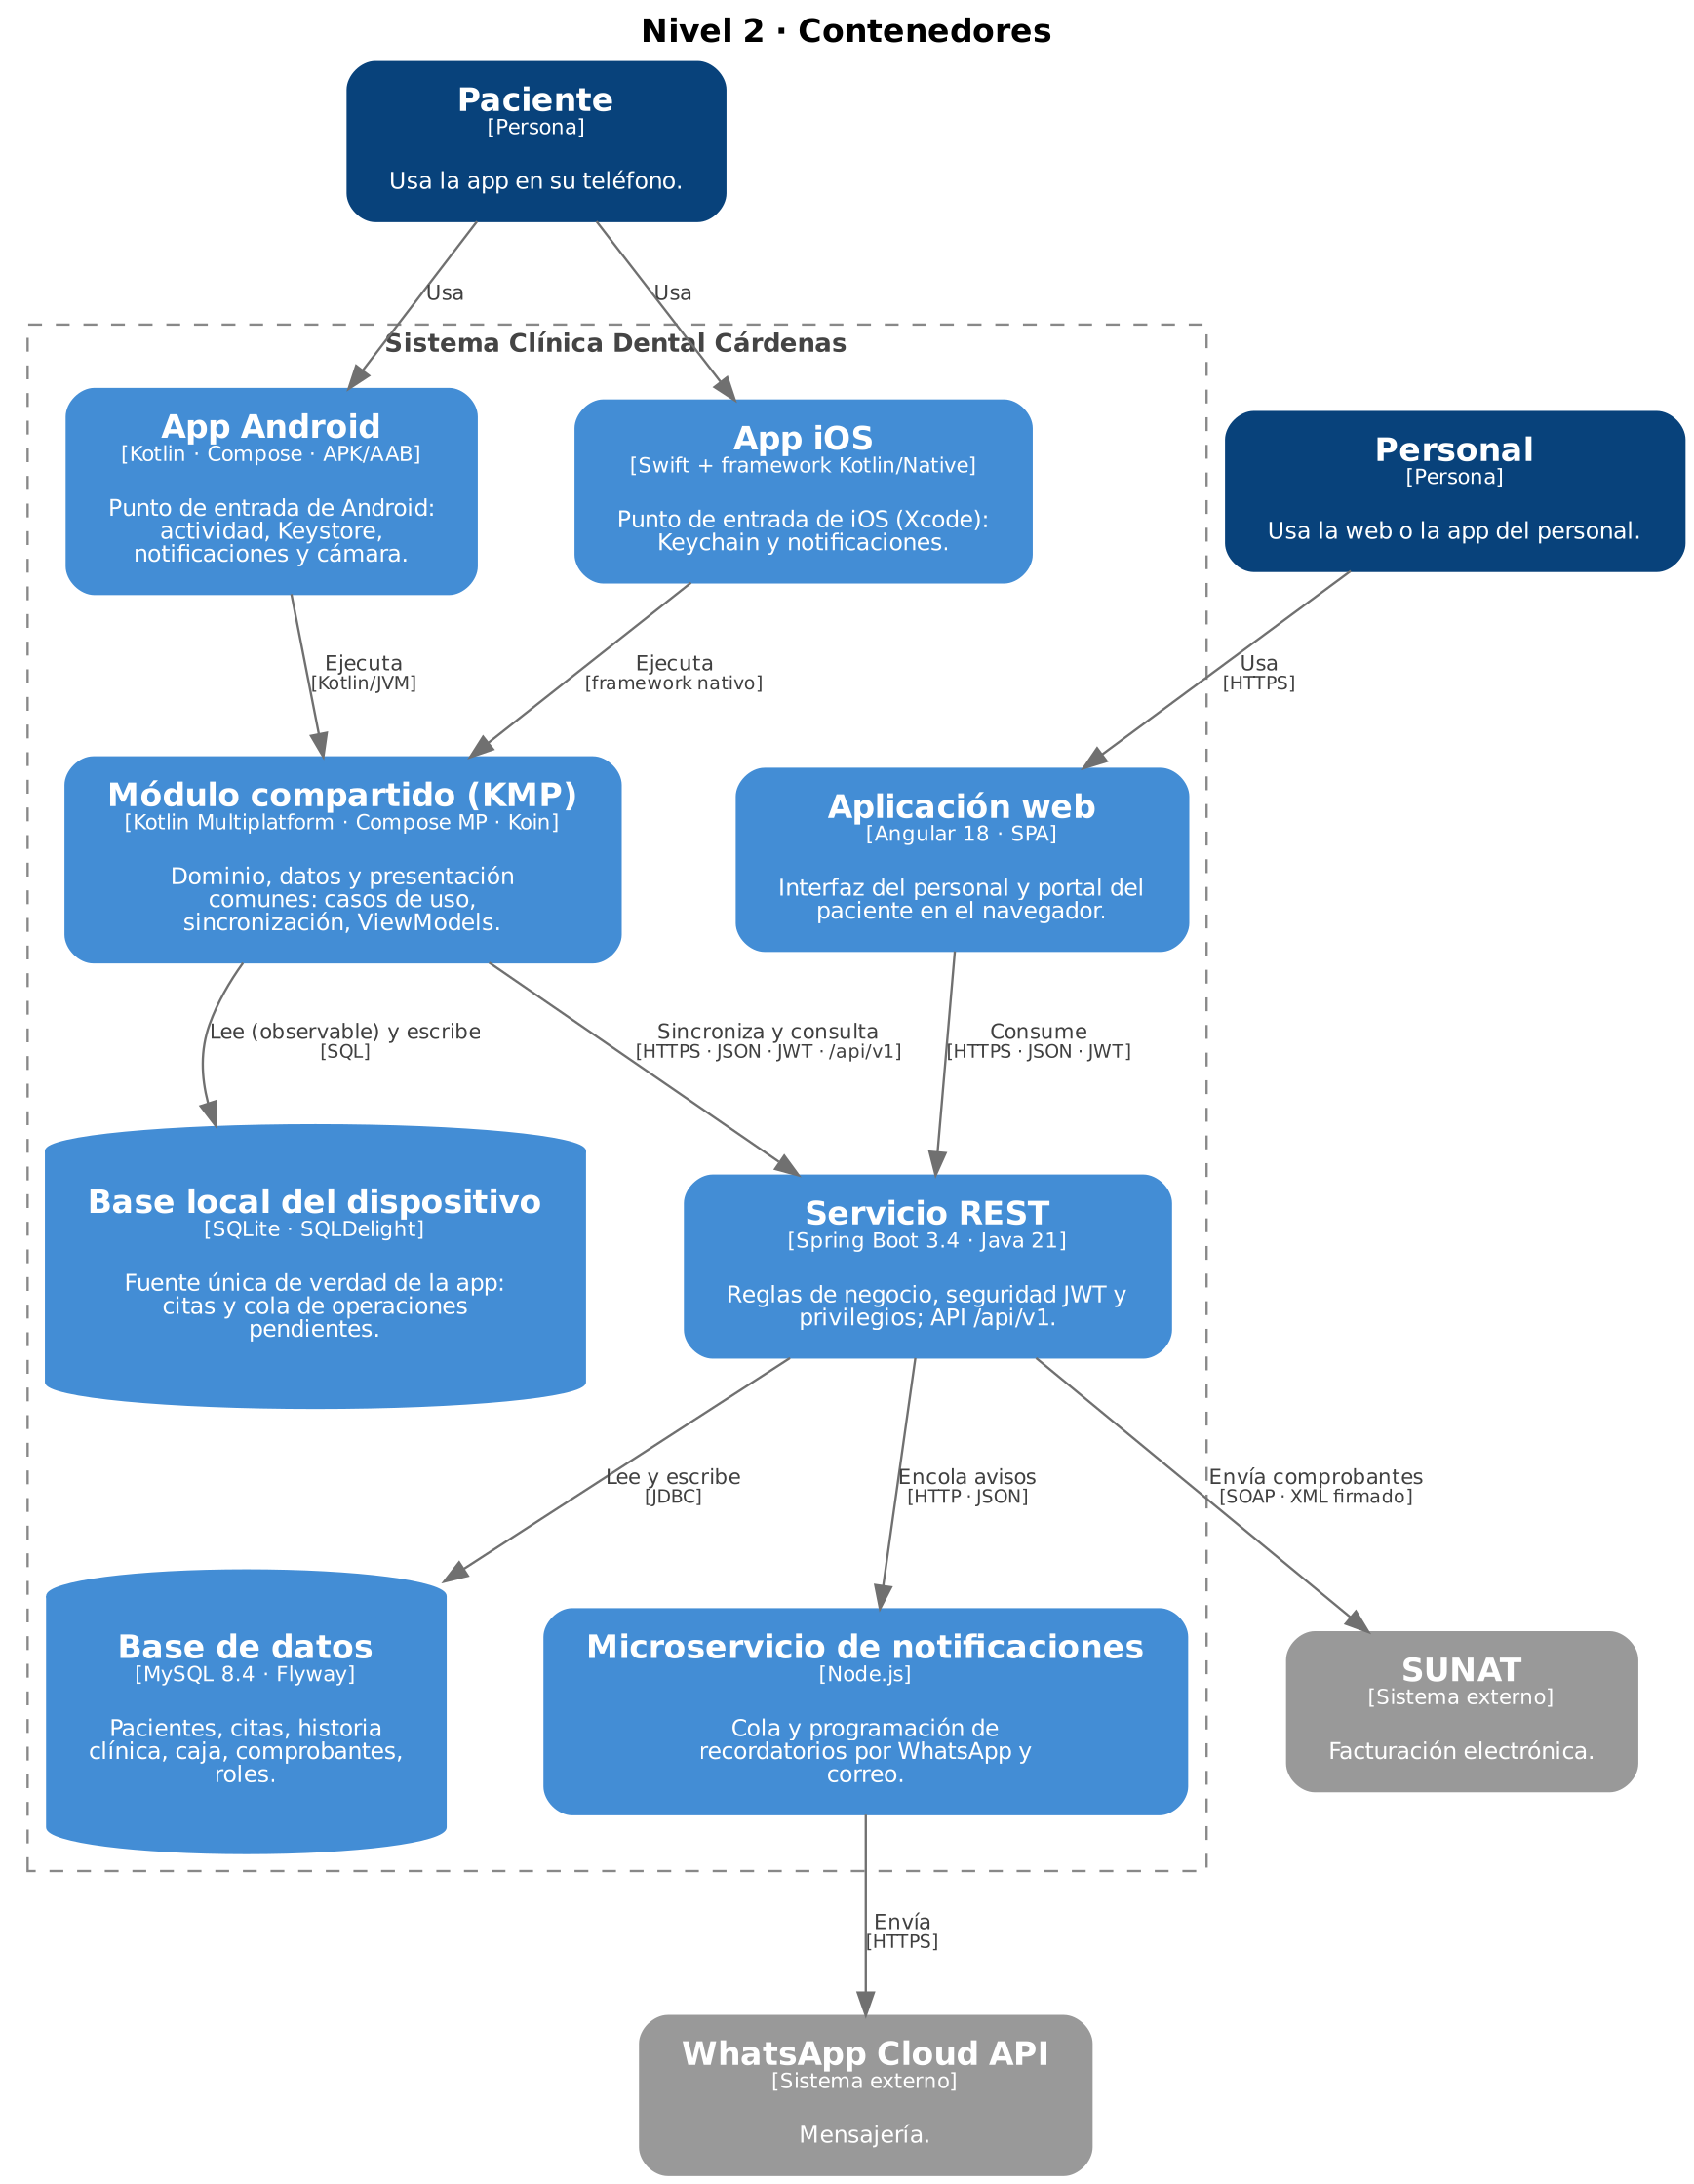 Nivel 2 · Contenedores
Paciente
[Persona]
Usa la app en su teléfono.
Usa
Usa
Sistema Clínica Dental Cárdenas
App Android
[Kotlin · Compose · APK/AAB]
Punto de entrada de Android:
actividad, Keystore,
notificaciones y cámara.
App iOS
[Swift + framework Kotlin/Native]
Punto de entrada de iOS (Xcode):
Keychain y notificaciones.
Personal
[Persona]
Usa la web o la app del personal.
Ejecuta
[Kotlin/JVM]
Ejecuta
[framework nativo]
Usa
[HTTPS]
Módulo compartido (KMP)
[Kotlin Multiplatform · Compose MP · Koin]
Dominio, datos y presentación
comunes: casos de uso,
sincronización, ViewModels.
Aplicación web
[Angular 18 · SPA]
Interfaz del personal y portal del
paciente en el navegador.
Lee (observable) y escribe
[SQL]
Sincroniza y consulta
[HTTPS · JSON · JWT · /api/v1]
Consume
[HTTPS · JSON · JWT]
Base local del dispositivo
[SQLite · SQLDelight]
Fuente única de verdad de la app:
citas y cola de operaciones
pendientes.
Servicio REST
[Spring Boot 3.4 · Java 21]
Reglas de negocio, seguridad JWT y
privilegios; API /api/v1.
Lee y escribe
[JDBC]
Encola avisos
[HTTP · JSON]
Envía comprobantes
[SOAP · XML firmado]
Base de datos
[MySQL 8.4 · Flyway]
Pacientes, citas, historia
clínica, caja, comprobantes,
roles.
Microservicio de notificaciones
[Node.js]
Cola y programación de
recordatorios por WhatsApp y
correo.
SUNAT
[Sistema externo]
Facturación electrónica.
Envía
[HTTPS]
WhatsApp Cloud API
[Sistema externo]
Mensajería.